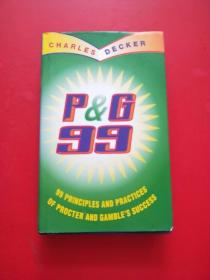 CHARLES DECKER
P&G
99
99 PRINCIPLES AND PRACTICES
OF PROCTER AND GAMBLE'S SUCCESS